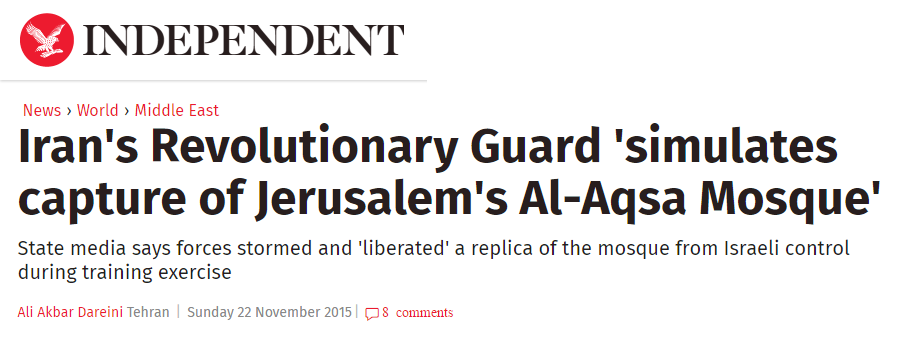 INDEPENDENT
News › World › Middle East
Iran's Revolutionary Guard 'simulates
capture of Jerusalem's Al-Aqsa Mosque'
State media says forces stormed and 'liberated' a replica of the mosque from Israeli control
during training exercise
Ali Akbar Dareini Tehran | Sunday 22 November 2015 | 8 comments